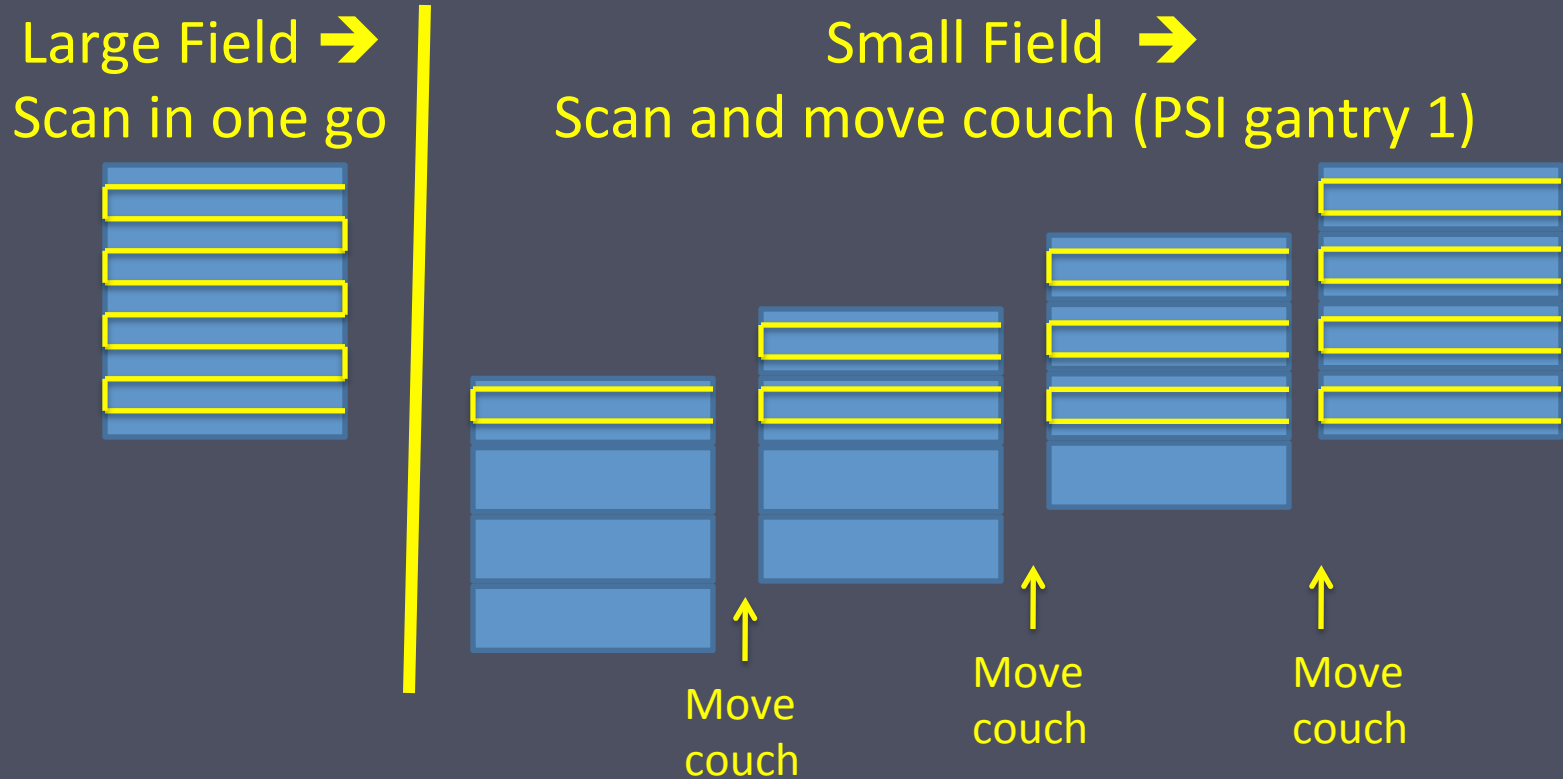 Large Field ➔
Scan in one go
Small Field ➔
Scan and move couch (PSI gantry 1)
Move
couch
Move
couch
Move
couch